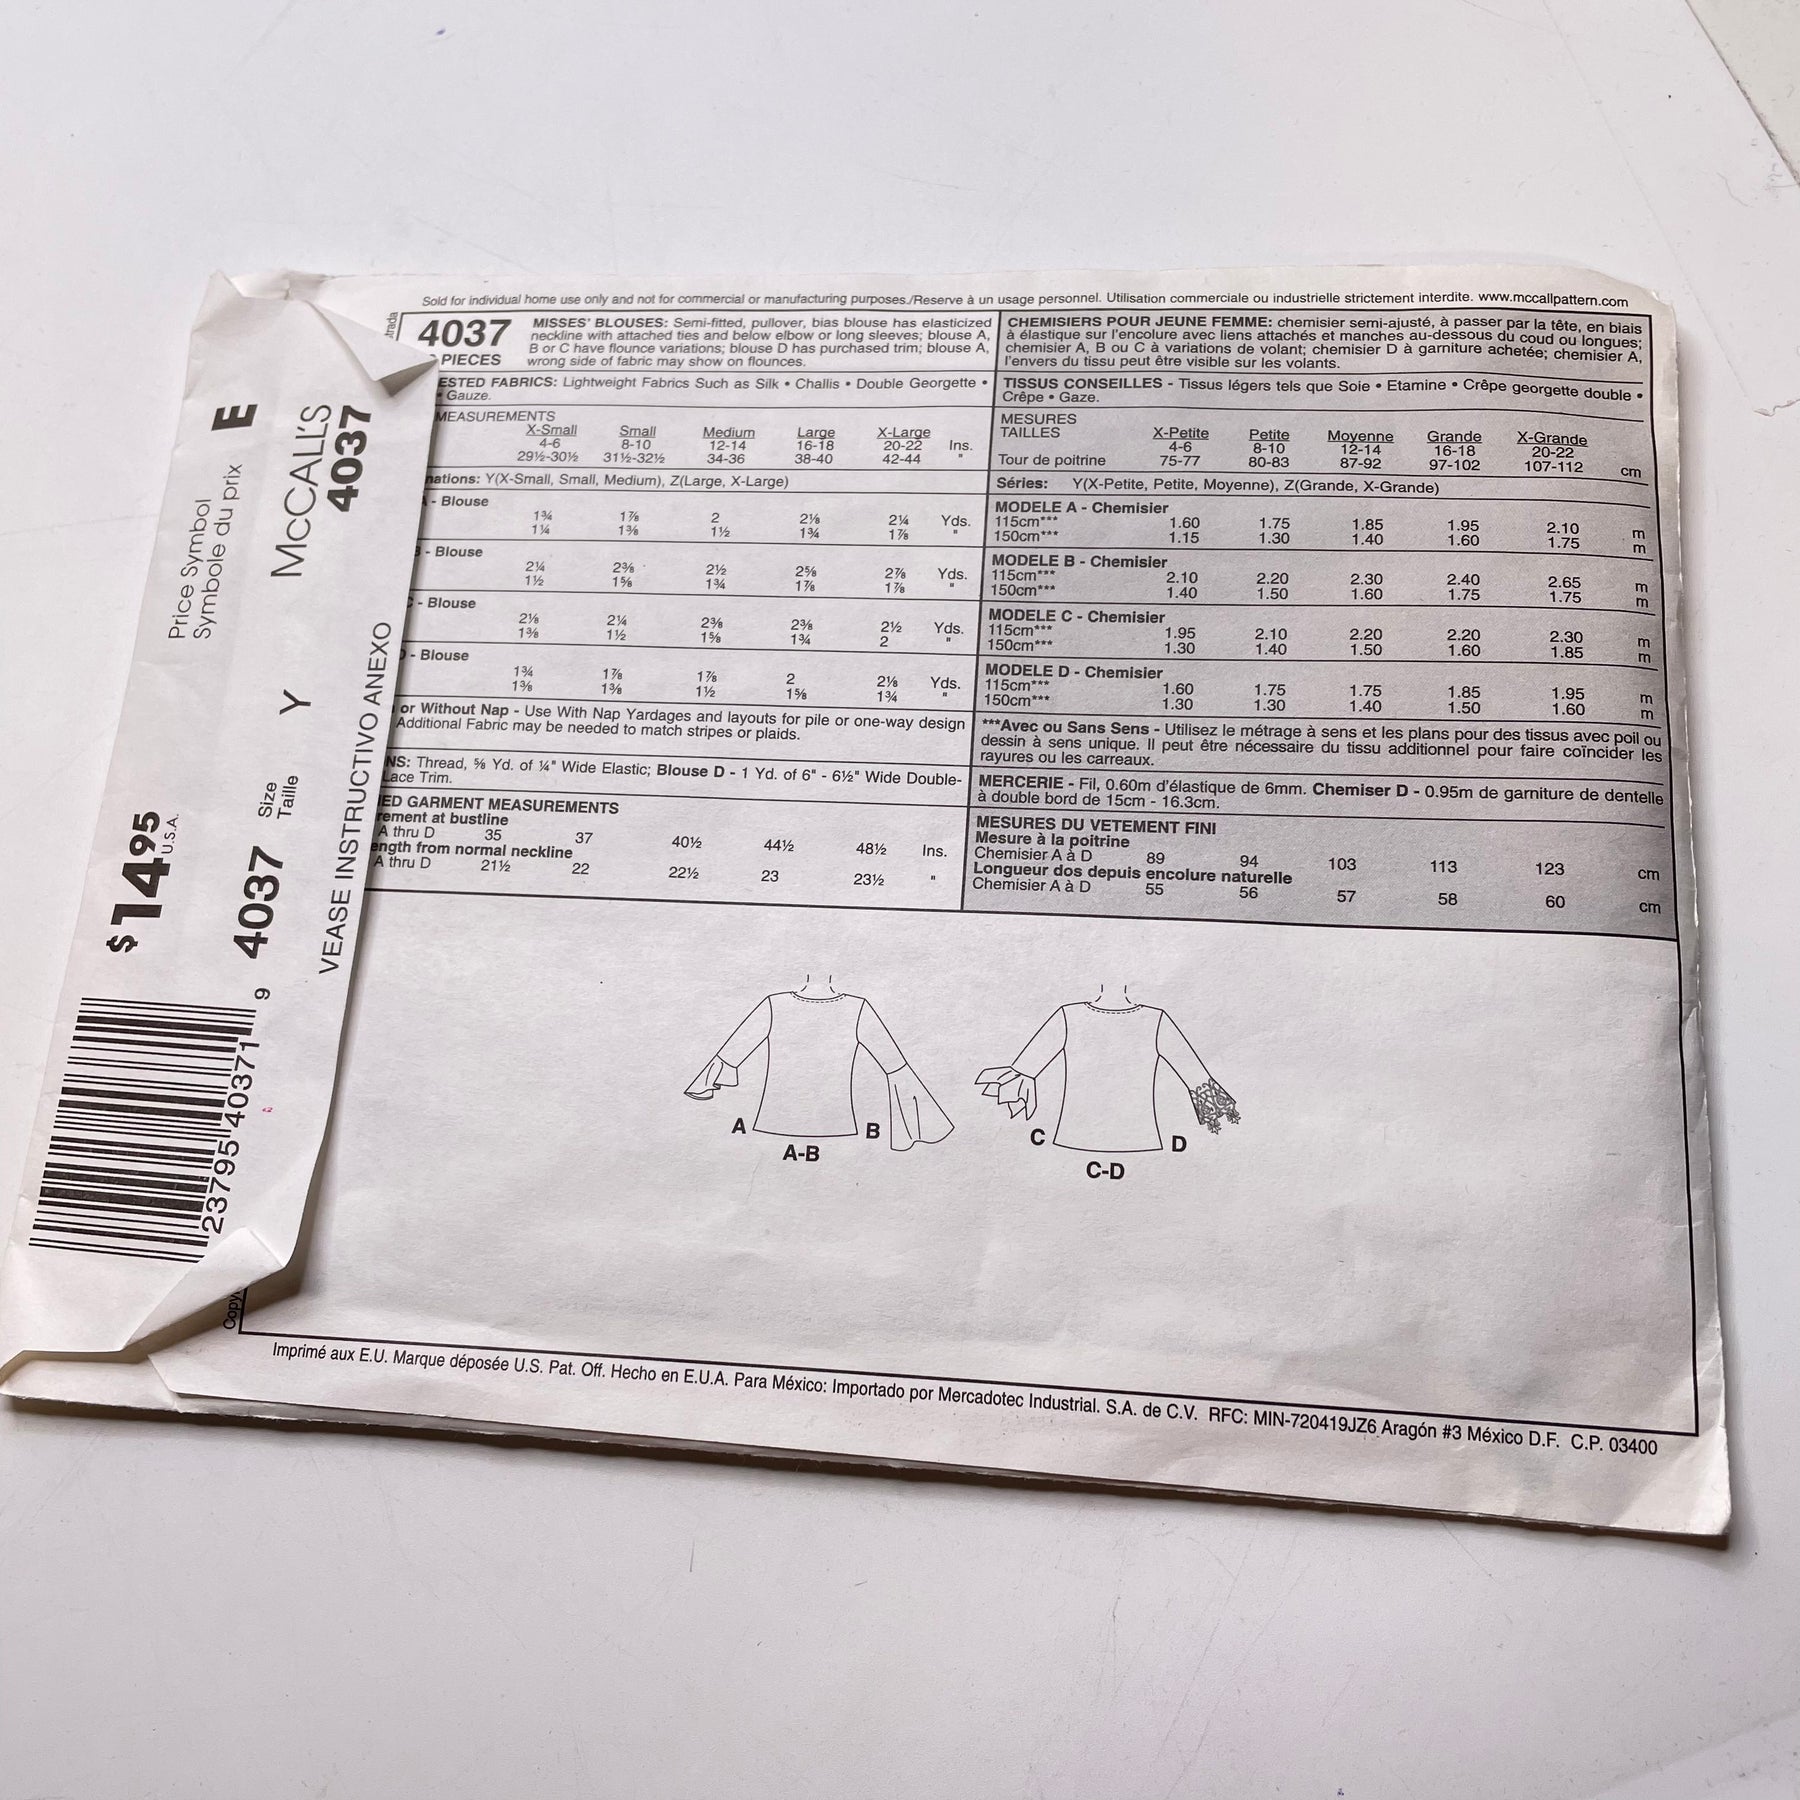 Sold for individual home use only and not for commercial or manufacturing purposes./Reserve à un usage personnel. Utilisation commerciale ou industrielle strictement interdite. www.mccallpattern.com
4037
PIECES
MISSES' BLOUSES: Semi-fitted, pullover, bias blouse has elasticized
neckline with attached ties and below elbow or long sleeves; blouse A,
B or C have flounce variations; blouse D has purchased trim; blouse A,
wrong side of fabric may show on flounces.
ESTED FABRICS: Lightweight Fabrics Such as Silk • Challis • Double Georgette •
• Gauze.
MEASUREMENTS
X-Small Small Medium Large X-Large
4-6 8-10 12-14 16-18 20-22 Ins.
29½-30½ 31½-32½ 34-36 38-40 42-44 "
nations: Y(X-Small, Small, Medium), Z(Large, X-Large)
- Blouse
1¾ 1⅞ 2 2⅛ 2¼ Yds.
1¼ 1⅜ 1½ 1¾ 1⅞ "
- Blouse
2¼ 2⅜ 2½ 2⅝ 2⅞ Yds.
1½ 1⅝ 1¾ 1⅞ 1⅞ "
- Blouse
2⅛ 2¼ 2⅜ 2⅜ 2½ Yds.
1⅜ 1½ 1⅝ 1¾ 2 "
- Blouse
1¾ 1⅞ 1⅞ 2 2⅛ Yds.
1⅜ 1⅜ 1½ 1⅝ 1¾ "
or Without Nap - Use With Nap Yardages and layouts for pile or one-way design
Additional Fabric may be needed to match stripes or plaids.
NS: Thread, ⅝ Yd. of ¼" Wide Elastic; Blouse D - 1 Yd. of 6" - 6½" Wide Double-
Lace Trim.
ED GARMENT MEASUREMENTS
rement at bustline
A thru D 35 37 40½ 44½ 48½ Ins.
ength from normal neckline
A thru D 21½ 22 22½ 23 23½ "
CHEMISIERS POUR JEUNE FEMME: chemisier semi-ajusté, à passer par la tête, en biais
à élastique sur l'encolure avec liens attachés et manches au-dessous du coud ou longues;
chemisier A, B ou C à variations de volant; chemisier D à garniture achetée; chemisier A,
l'envers du tissu peut être visible sur les volants.
TISSUS CONSEILLES - Tissus légers tels que Soie • Etamine • Crêpe georgette double •
Crêpe • Gaze.
MESURES
TAILLES X-Petite Petite Moyenne Grande X-Grande
4-6 8-10 12-14 16-18 20-22
Tour de poitrine 75-77 80-83 87-92 97-102 107-112 cm
Séries: Y(X-Petite, Petite, Moyenne), Z(Grande, X-Grande)
MODELE A - Chemisier
115cm*** 1.60 1.75 1.85 1.95 2.10 m
150cm*** 1.15 1.30 1.40 1.60 1.75 m
MODELE B - Chemisier
115cm*** 2.10 2.20 2.30 2.40 2.65 m
150cm*** 1.40 1.50 1.60 1.75 1.75 m
MODELE C - Chemisier
115cm*** 1.95 2.10 2.20 2.20 2.30 m
150cm*** 1.30 1.40 1.50 1.60 1.85 m
MODELE D - Chemisier
115cm*** 1.60 1.75 1.75 1.85 1.95 m
150cm*** 1.30 1.30 1.40 1.50 1.60 m
***Avec ou Sans Sens - Utilisez le métrage à sens et les plans pour des tissus avec poil ou
dessin à sens unique. Il peut être nécessaire du tissu additionnel pour faire coïncider les
rayures ou les carreaux.
MERCERIE - Fil, 0.60m d'élastique de 6mm. Chemiser D - 0.95m de garniture de dentelle
à double bord de 15cm - 16.3cm.
MESURES DU VETEMENT FINI
Mesure à la poitrine
Chemisier A à D 89 94 103 113 123 cm
Longueur dos depuis encolure naturelle
Chemisier A à D 55 56 57 58 60 cm
A B
A-B
C D
C-D
Imprimé aux E.U. Marque déposée U.S. Pat. Off. Hecho en E.U.A. Para México: Importado por Mercadotec Industrial. S.A. de C.V. RFC: MIN-720419JZ6 Aragón #3 México D.F. C.P. 03400
Price Symbol
Symbole du prix E
$1495
U.S.A.
McCALL'S
4037
4037 Size
Taille Y
VEASE INSTRUCTIVO ANEXO
23795 40371 9
Copy
trada